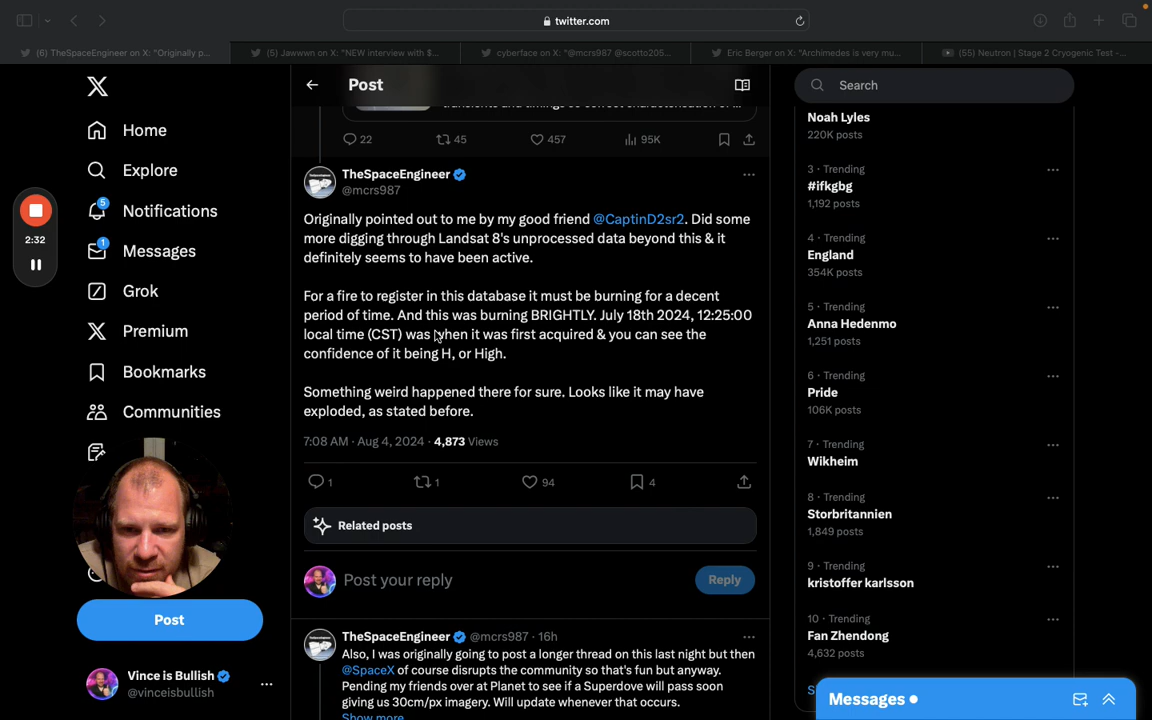 twitter.com
(6) TheSpaceEngineer on X: "Originally p...
(5) Jawwwn on X: "NEW interview with $...
cyberface on X: "@mcrs987 @scotto205...
Eric Berger on X: "Archimedes is very mu...
(55) Neutron | Stage 2 Cryogenic Test -...
Home
Explore
5
Notifications
1
Messages
Grok
Premium
Bookmarks
Communities
Post
Vince is Bullish
@vinceisbullish
2:32
Post
22
45
457
95K
TheSpaceEngineer
@mcrs987
Originally pointed out to me by my good friend @CaptinD2sr2. Did some
more digging through Landsat 8's unprocessed data beyond this & it
definitely seems to have been active.
For a fire to register in this database it must be burning for a decent
period of time. And this was burning BRIGHTLY. July 18th 2024, 12:25:00
local time (CST) was when it was first acquired & you can see the
confidence of it being H, or High.
Something weird happened there for sure. Looks like it may have
exploded, as stated before.
7:08 AM · Aug 4, 2024 · 4,873 Views
1
1
94
4
Related posts
Post your reply
Reply
TheSpaceEngineer @mcrs987 · 16h
Also, I was originally going to post a longer thread on this last night but then
@SpaceX of course disrupts the community so that's fun but anyway.
Pending my friends over at Planet to see if a Superdove will pass soon
giving us 30cm/px imagery. Will update whenever that occurs.
Show more
Search
Noah Lyles
220K posts
3 · Trending
#ifkgbg
1,192 posts
4 · Trending
England
354K posts
5 · Trending
Anna Hedenmo
1,251 posts
6 · Trending
Pride
106K posts
7 · Trending
Wikheim
8 · Trending
Storbritannien
1,849 posts
9 · Trending
kristoffer karlsson
10 · Trending
Fan Zhendong
4,632 posts
Messages